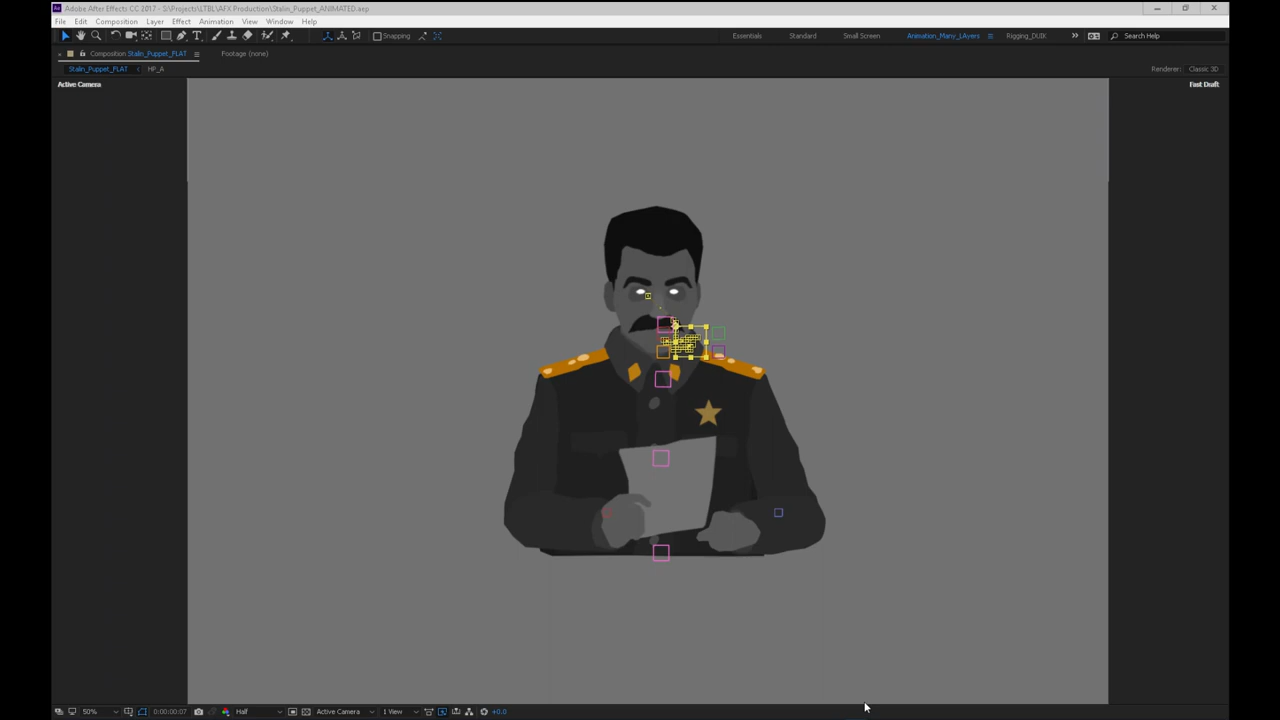 Adobe After Effects CC 2017 - S:\Projects\LTBL\AFX Production\Stalin_Puppet_ANIMATED.aep
File Edit Composition Layer Effect Animation View Window Help
Snapping Essentials Standard Small Screen Animation_Many_LAyers Rigging_DUIK Search Help
Composition Stalin_Puppet_FLAT Footage (none)
Stalin_Puppet_FLAT HP_A Renderer: Classic 3D
Active Camera Fast Draft
50% 0:00:00:07 Half Active Camera 1 View +0.0